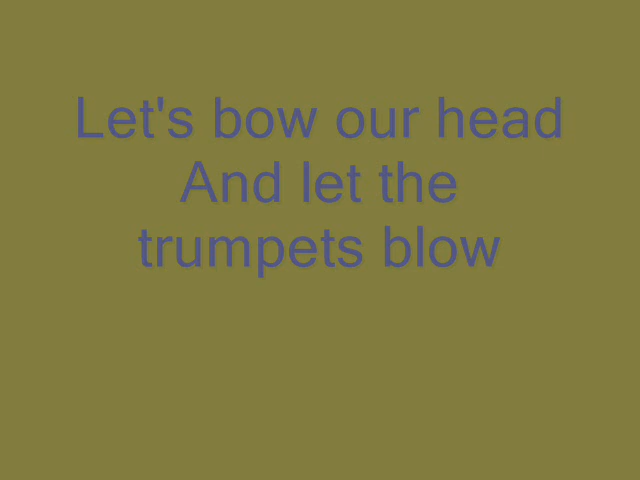 Let's bow our head
And let the
trumpets blow